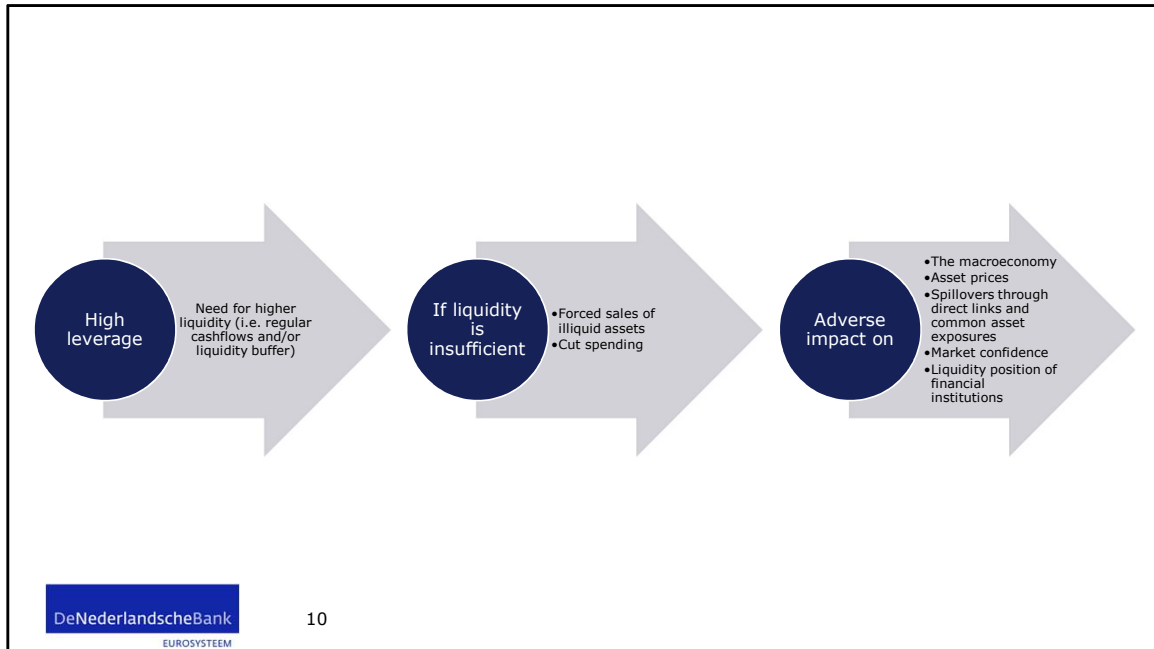 High
leverage
Need for higher
liquidity (i.e. regular
cashflows and/or
liquidity buffer)
If liquidity
is
insufficient
•Forced sales of
illiquid assets
•Cut spending
Adverse
impact on
•The macroeconomy
•Asset prices
•Spillovers through
direct links and
common asset
exposures
•Market confidence
•Liquidity position of
financial
institutions
DeNederlandscheBank
EUROSYSTEEM
10